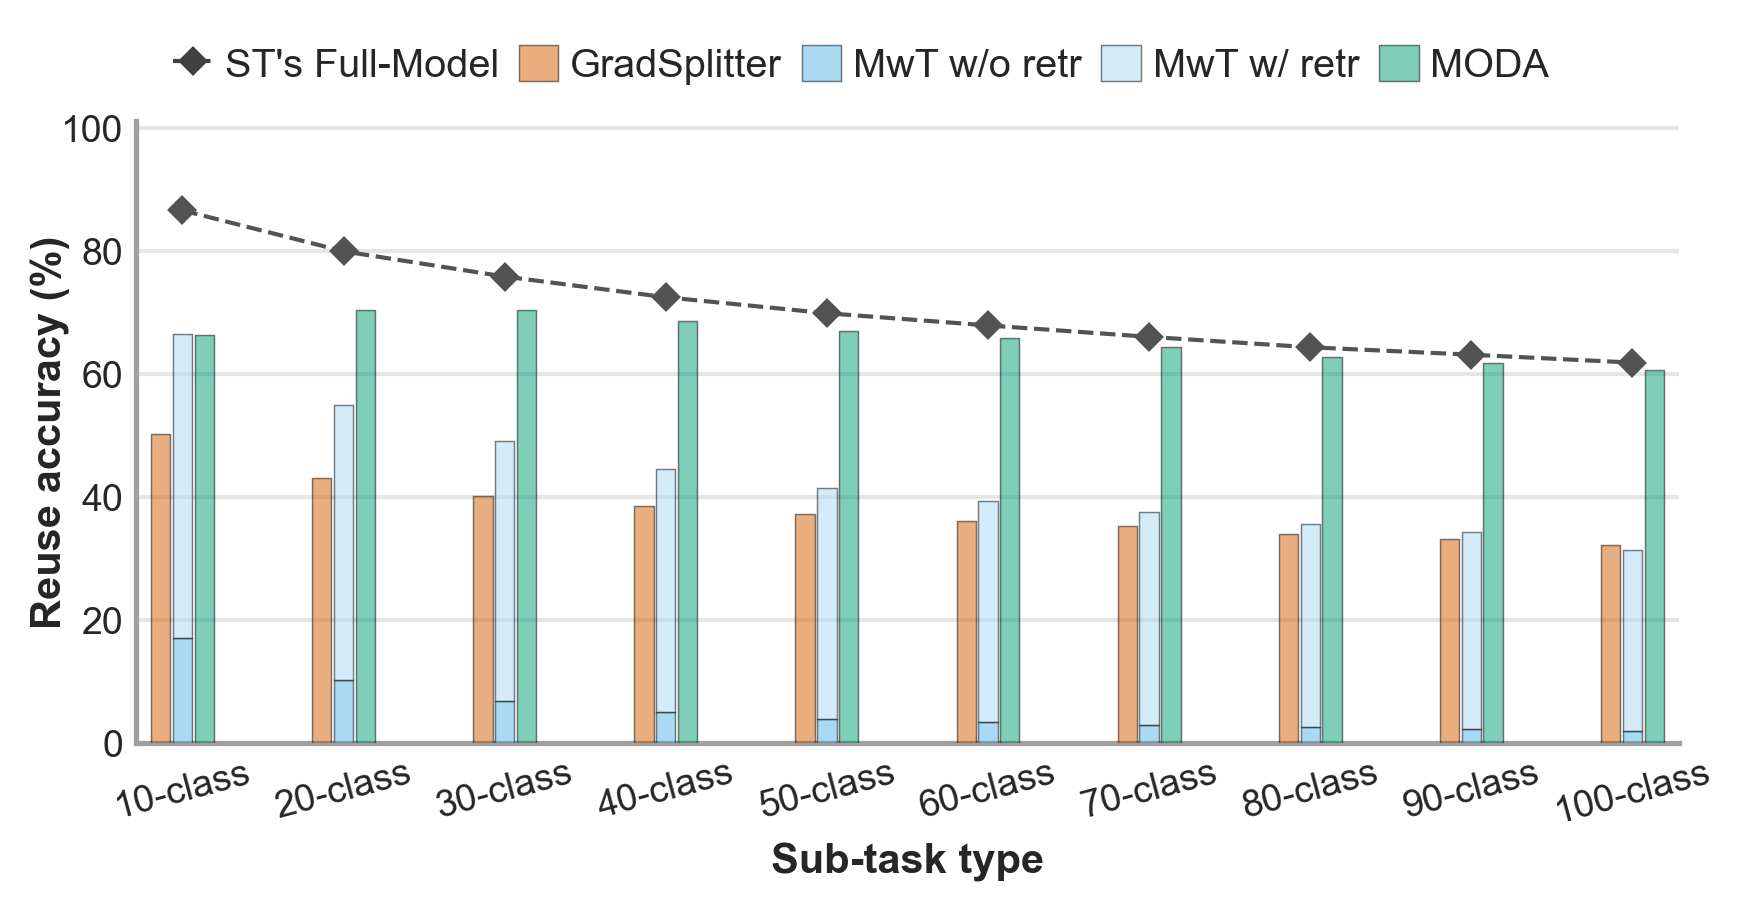 ST's Full-Model GradSplitter MwT w/o retr MwT w/ retr MODA
Reuse accuracy (%)
100
80
60
40
20
0
10-class 20-class 30-class 40-class 50-class 60-class 70-class 80-class 90-class 100-class
Sub-task type